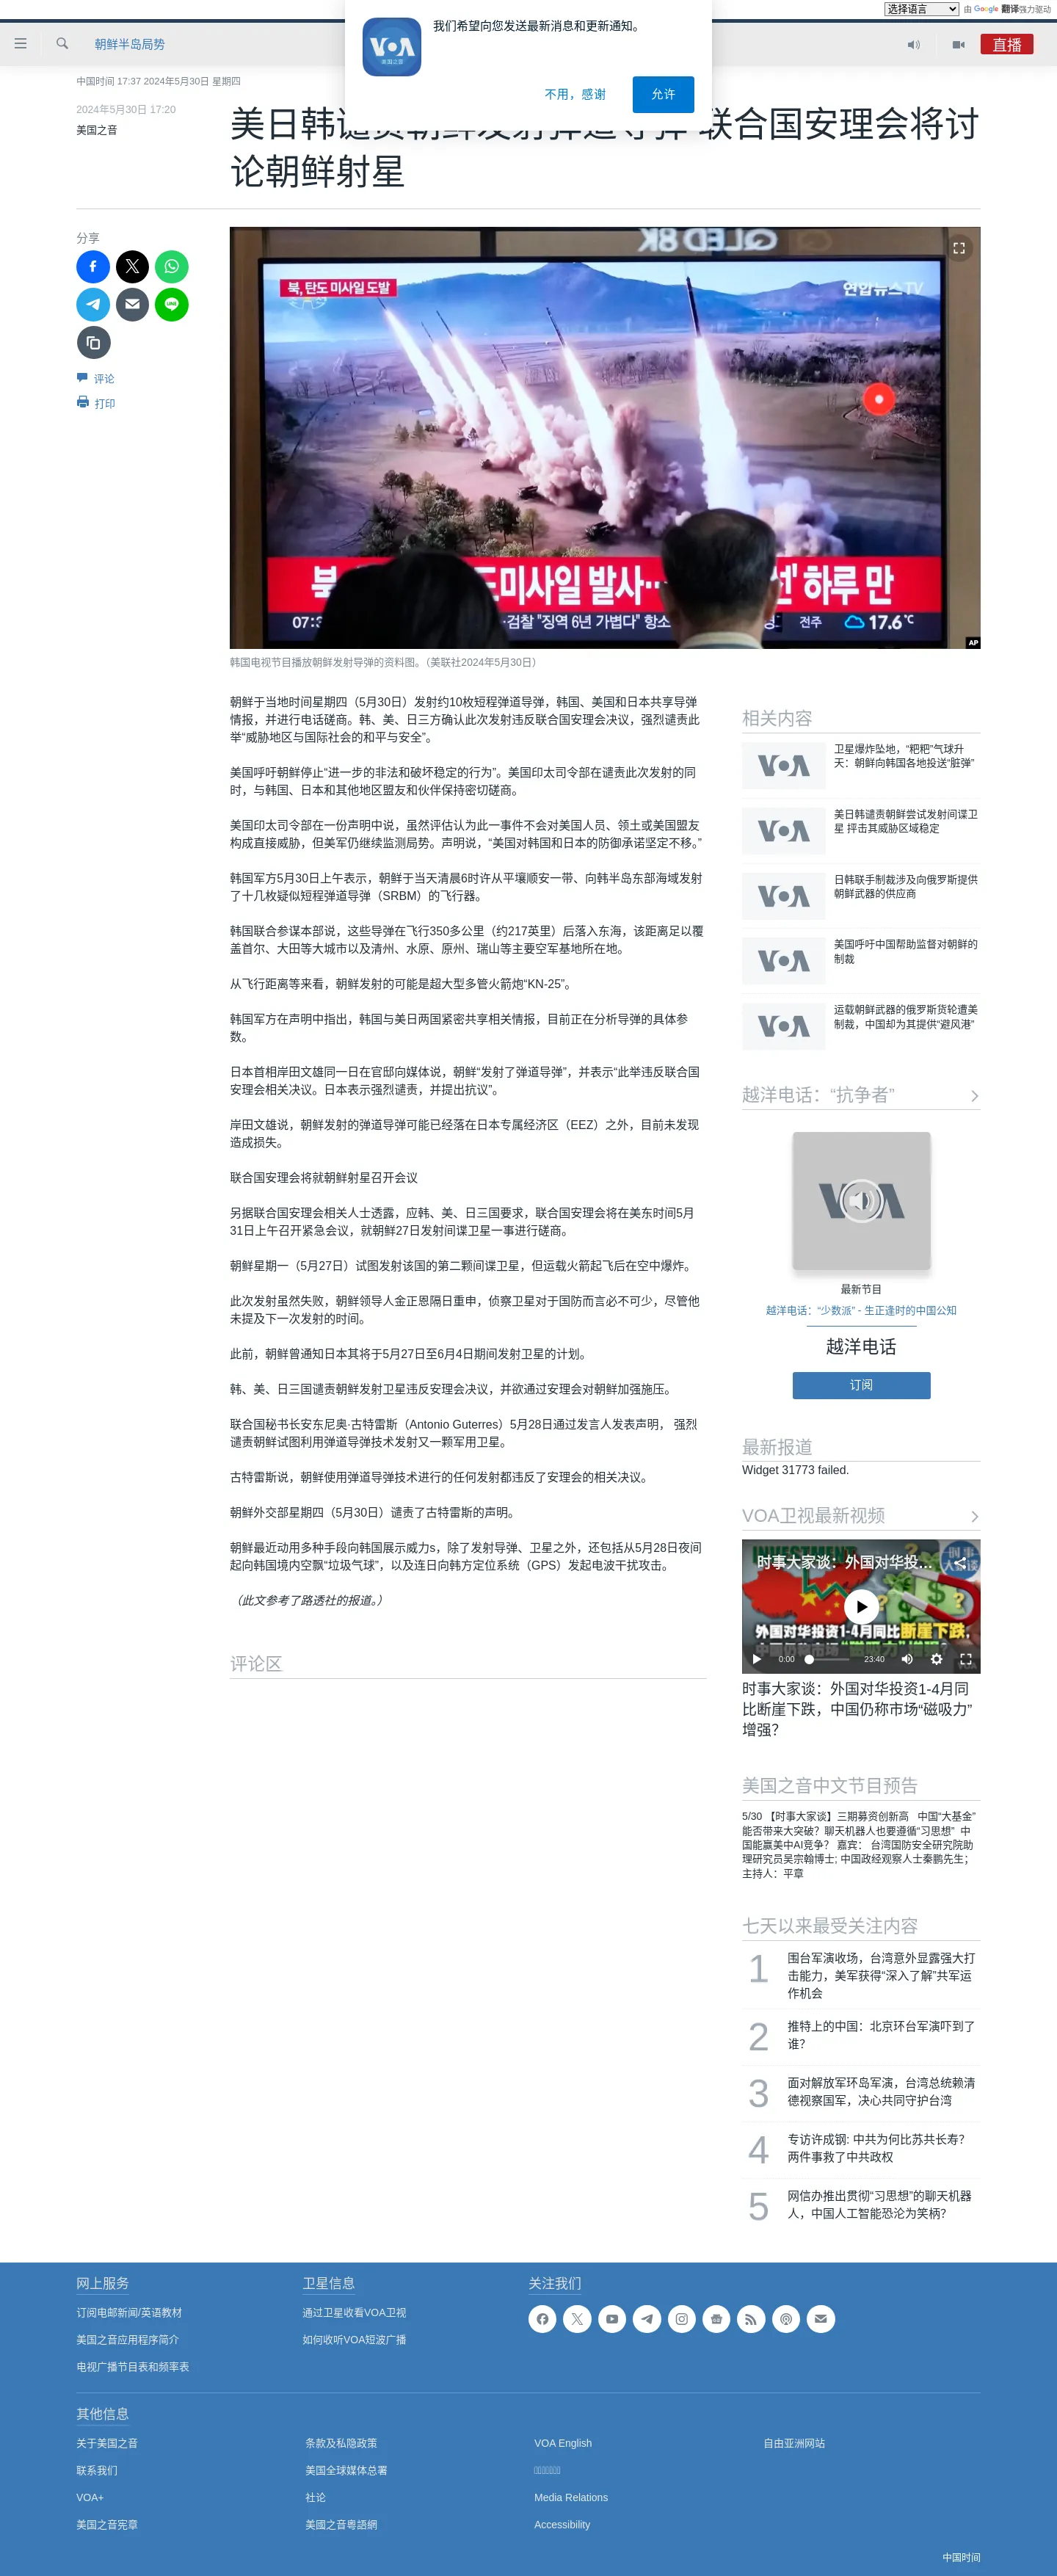 选择语言 由 Google 翻译强力驱动
我们希望向您发送最新消息和更新通知。
不用，感谢
允许
朝鲜半岛局势
直播
中国时间 17:37 2024年5月30日 星期四
2024年5月30日 17:20
美国之音
美日韩谴责朝鲜发射弹道导弹 联合国安理会将讨
论朝鲜射星
分享
评论
打印
QLED 8K
북, 탄도 미사일 도발
연합뉴스TV
07:3
검찰 "징역 6년 가볍다" 항소
전주
17.6℃
AP
韩国电视节目播放朝鲜发射导弹的资料图。（美联社2024年5月30日）
朝鲜于当地时间星期四（5月30日）发射约10枚短程弹道导弹，韩国、美国和日本共享导弹
情报，并进行电话磋商。韩、美、日三方确认此次发射违反联合国安理会决议，强烈谴责此
举“威胁地区与国际社会的和平与安全”。
美国呼吁朝鲜停止“进一步的非法和破坏稳定的行为”。美国印太司令部在谴责此次发射的同
时，与韩国、日本和其他地区盟友和伙伴保持密切磋商。
美国印太司令部在一份声明中说，虽然评估认为此一事件不会对美国人员、领土或美国盟友
构成直接威胁，但美军仍继续监测局势。声明说，“美国对韩国和日本的防御承诺坚定不移。”
韩国军方5月30日上午表示，朝鲜于当天清晨6时许从平壤顺安一带、向韩半岛东部海域发射
了十几枚疑似短程弹道导弹（SRBM）的飞行器。
韩国联合参谋本部说，这些导弹在飞行350多公里（约217英里）后落入东海，该距离足以覆
盖首尔、大田等大城市以及清州、水原、原州、瑞山等主要空军基地所在地。
从飞行距离等来看，朝鲜发射的可能是超大型多管火箭炮“KN-25”。
韩国军方在声明中指出，韩国与美日两国紧密共享相关情报，目前正在分析导弹的具体参
数。
日本首相岸田文雄同一日在官邸向媒体说，朝鲜“发射了弹道导弹”，并表示“此举违反联合国
安理会相关决议。日本表示强烈谴责，并提出抗议”。
岸田文雄说，朝鲜发射的弹道导弹可能已经落在日本专属经济区（EEZ）之外，目前未发现
造成损失。
联合国安理会将就朝鲜射星召开会议
另据联合国安理会相关人士透露，应韩、美、日三国要求，联合国安理会将在美东时间5月
31日上午召开紧急会议，就朝鲜27日发射间谍卫星一事进行磋商。
朝鲜星期一（5月27日）试图发射该国的第二颗间谍卫星，但运载火箭起飞后在空中爆炸。
此次发射虽然失败，朝鲜领导人金正恩隔日重申，侦察卫星对于国防而言必不可少，尽管他
未提及下一次发射的时间。
此前，朝鲜曾通知日本其将于5月27日至6月4日期间发射卫星的计划。
韩、美、日三国谴责朝鲜发射卫星违反安理会决议，并欲通过安理会对朝鲜加强施压。
联合国秘书长安东尼奥·古特雷斯（Antonio Guterres）5月28日通过发言人发表声明， 强烈
谴责朝鲜试图利用弹道导弹技术发射又一颗军用卫星。
古特雷斯说，朝鲜使用弹道导弹技术进行的任何发射都违反了安理会的相关决议。
朝鲜外交部星期四（5月30日）谴责了古特雷斯的声明。
朝鲜最近动用多种手段向韩国展示威力s，除了发射导弹、卫星之外，还包括从5月28日夜间
起向韩国境内空飘“垃圾气球”，以及连日向韩方定位系统（GPS）发起电波干扰攻击。
（此文参考了路透社的报道。）
评论区
相关内容
卫星爆炸坠地，“粑粑”气球升
天：朝鲜向韩国各地投送“脏弹”
美日韩谴责朝鲜尝试发射间谍卫
星 抨击其威胁区域稳定
日韩联手制裁涉及向俄罗斯提供
朝鲜武器的供应商
美国呼吁中国帮助监督对朝鲜的
制裁
运载朝鲜武器的俄罗斯货轮遭美
制裁，中国却为其提供“避风港”
越洋电话：“抗争者”
最新节目
越洋电话：“少数派” - 生正逢时的中国公知
越洋电话
订阅
最新报道
Widget 31773 failed.
VOA卫视最新视频
时事大家谈：外国对华投…
外国对华投资1-4月同比断崖下跌，
0:00 23:40
时事大家谈：外国对华投资1-4月同
比断崖下跌，中国仍称市场“磁吸力”
增强？
美国之音中文节目预告
5/30 【时事大家谈】三期募资创新高 中国“大基金”
能否带来大突破？聊天机器人也要遵循“习思想” 中
国能赢美中AI竞争？ 嘉宾： 台湾国防安全研究院助
理研究员吴宗翰博士; 中国政经观察人士秦鹏先生；
主持人：平章
七天以来最受关注内容
1 围台军演收场，台湾意外显露强大打
击能力，美军获得“深入了解”共军运
作机会
2 推特上的中国：北京环台军演吓到了
谁？
3 面对解放军环岛军演，台湾总统赖清
德视察国军，决心共同守护台湾
4 专访许成钢: 中共为何比苏共长寿？
两件事救了中共政权
5 网信办推出贯彻“习思想”的聊天机器
人，中国人工智能恐沦为笑柄？
网上服务
订阅电邮新闻/英语教材
美国之音应用程序简介
电视广播节目表和频率表
卫星信息
通过卫星收看VOA卫视
如何收听VOA短波广播
关注我们
其他信息
关于美国之音
联系我们
VOA+
美国之音宪章
条款及私隐政策
美国全球媒体总署
社论
美國之音粵語網
VOA English
Media Relations
Accessibility
自由亚洲网站
中国时间